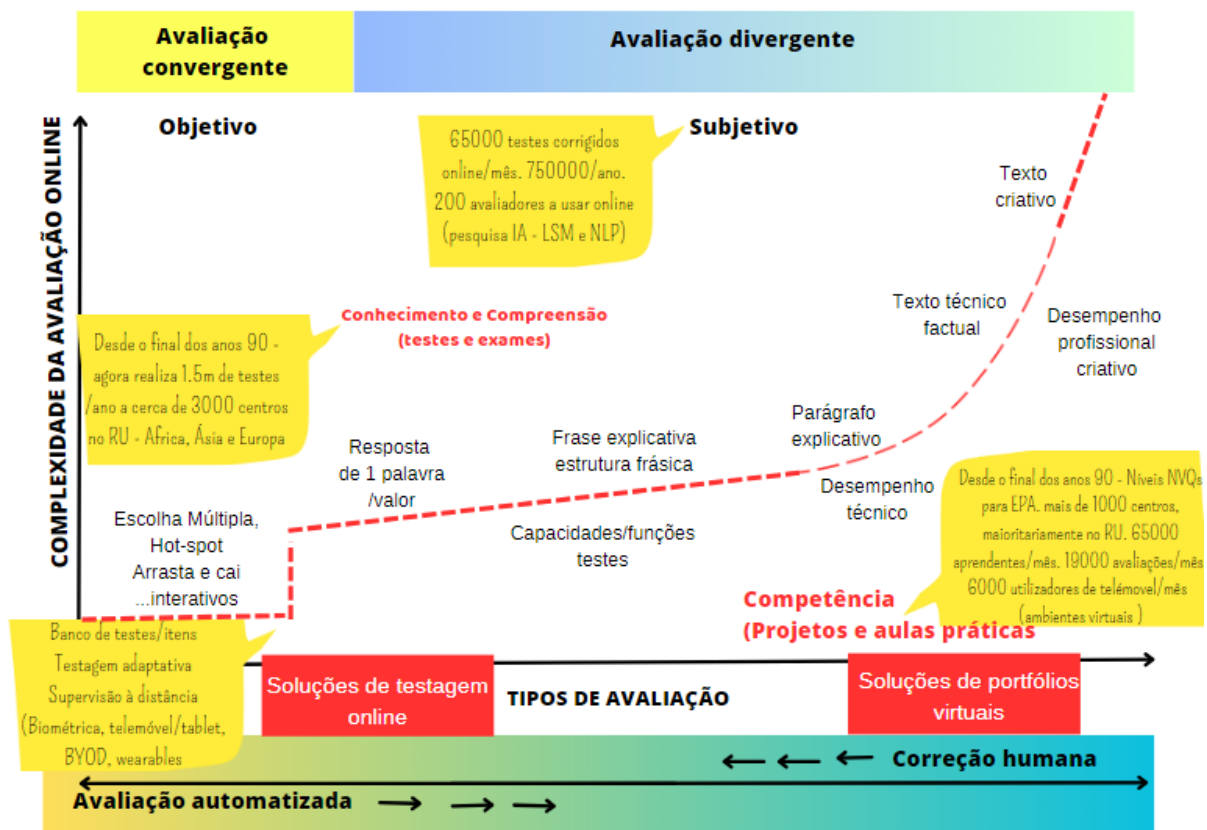 Avaliação
convergente
Avaliação divergente
Objetivo
Subjetivo
COMPLEXIDADE DA AVALIAÇÃO ONLINE
65000 testes corrigidos
online/mês. 750000/ano.
200 avaliadores a usar online
(pesquisa IA - LSM e NLP)
Texto
criativo
Conhecimento e Compreensão
(testes e exames)
Texto técnico
factual
Desempenho
profissional
criativo
Desde o final dos anos 90 -
agora realiza 1.5m de testes
/ano a cerca de 3000 centros
no RU - Africa, Ásia e Europa
Resposta
de 1 palavra
/valor
Frase explicativa
estrutura frásica
Parágrafo
explicativo
Desempenho
técnico
Escolha Múltipla,
Hot-spot
Arrasta e cai
...interativos
Capacidades/funções
testes
Desde o final dos anos 90 - Níveis NVQs
para EPA. mais de 1000 centros,
maioritariamente no RU. 65000
aprendentes/mês. 19000 avaliações/mês
6000 utilizadores de telémovel/mês
(ambientes virtuais )
Competência
(Projetos e aulas práticas
Banco de testes/itens
Testagem adaptativa
Supervisão à distância
(Biométrica, telemóvel/tablet,
BYOD, wearables
Soluções de testagem
online
TIPOS DE AVALIAÇÃO
Soluções de portfólios
virtuais
Correção humana
Avaliação automatizada